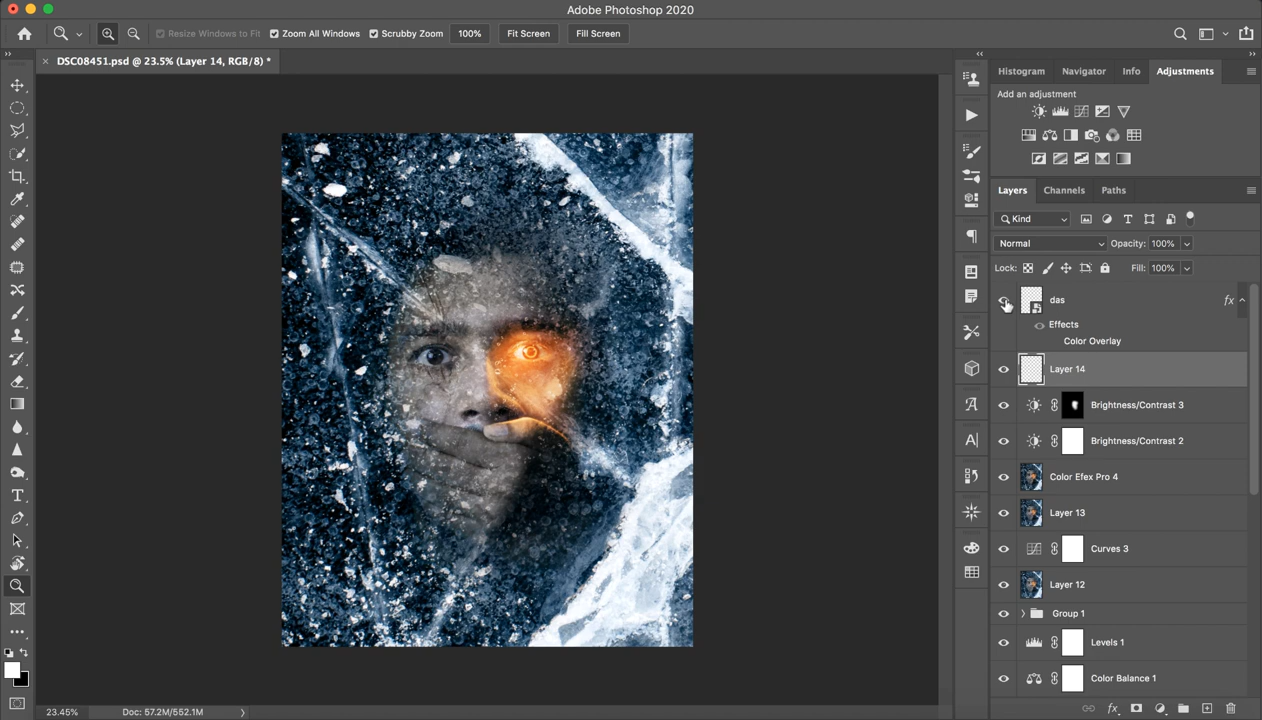 Adobe Photoshop 2020
Resize Windows to Fit Zoom All Windows Scrubby Zoom 100% Fit Screen Fill Screen
DSC08451.psd @ 23.5% (Layer 14, RGB/8) *
Histogram Navigator Info Adjustments
Add an adjustment
Layers Channels Paths
Kind
Normal Opacity: 100%
Lock: Fill: 100%
das fx
Effects
Color Overlay
Layer 14
Brightness/Contrast 3
Brightness/Contrast 2
Color Efex Pro 4
Layer 13
Curves 3
Layer 12
Group 1
Levels 1
Color Balance 1
23.45% Doc: 57.2M/552.1M
fx